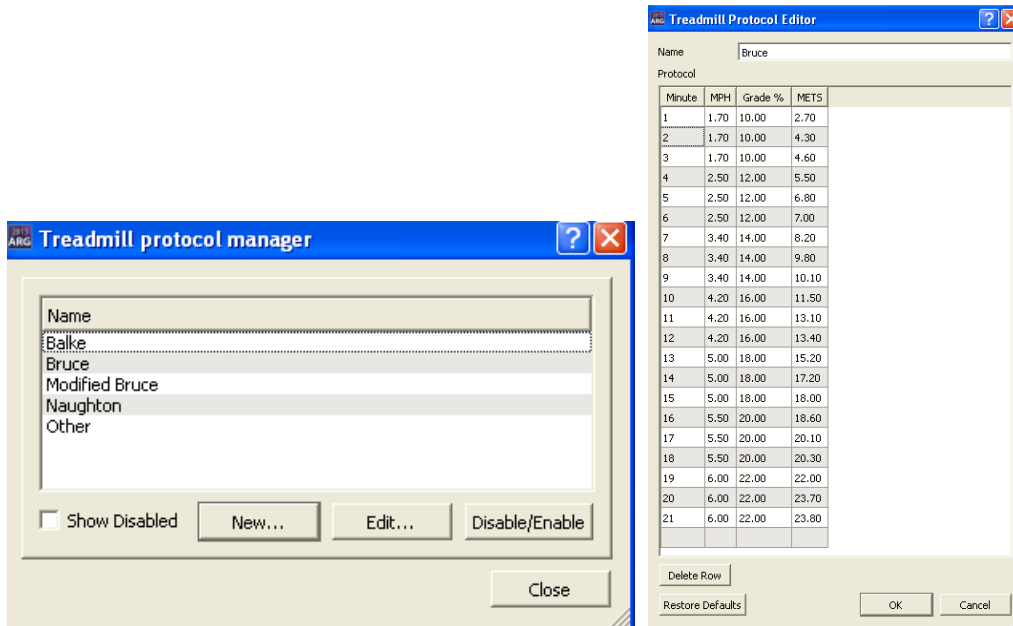 2013
ARG Treadmill protocol manager
Name
Balke
Bruce
Modified Bruce
Naughton
Other
Show Disabled New... Edit... Disable/Enable
Close
ARG Treadmill Protocol Editor
Name Bruce
Protocol
Minute MPH Grade % METS
1 1.70 10.00 2.70
2 1.70 10.00 4.30
3 1.70 10.00 4.60
4 2.50 12.00 5.50
5 2.50 12.00 6.80
6 2.50 12.00 7.00
7 3.40 14.00 8.20
8 3.40 14.00 9.80
9 3.40 14.00 10.10
10 4.20 16.00 11.50
11 4.20 16.00 13.10
12 4.20 16.00 13.40
13 5.00 18.00 15.20
14 5.00 18.00 17.20
15 5.00 18.00 18.00
16 5.50 20.00 18.60
17 5.50 20.00 20.10
18 5.50 20.00 20.30
19 6.00 22.00 22.00
20 6.00 22.00 23.70
21 6.00 22.00 23.80
Delete Row
Restore Defaults OK Cancel